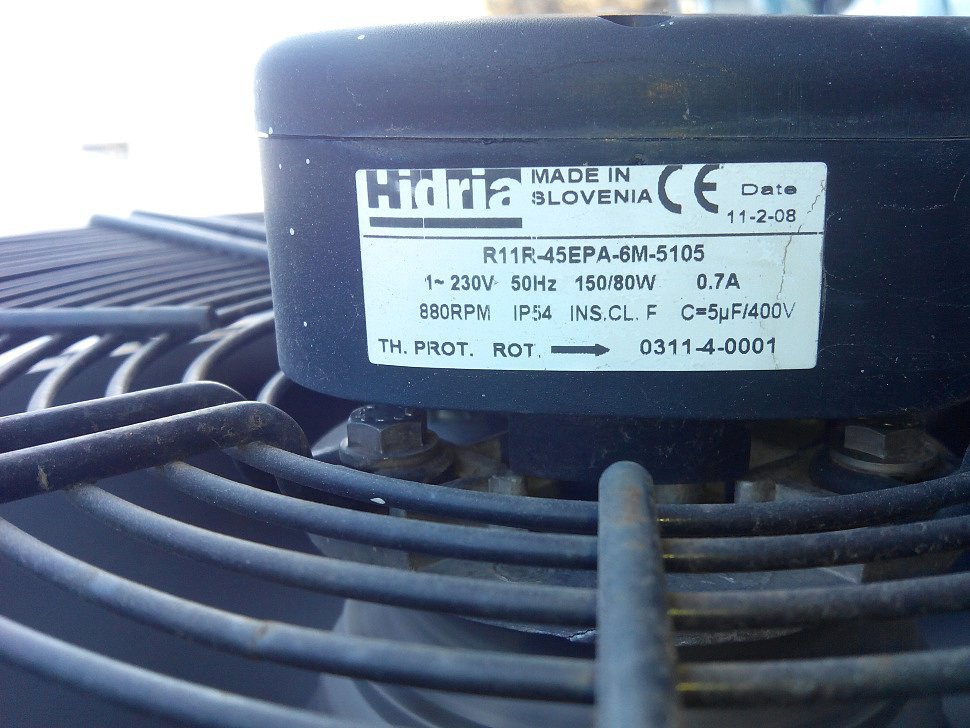 Hidria MADE IN SLOVENIA CE Date
11-2-08
R11R-45EPA-6M-5105
1~ 230V 50Hz 150/80W 0.7A
880RPM IP54 INS.CL. F C=5µF/400V
TH. PROT. ROT. 0311-4-0001